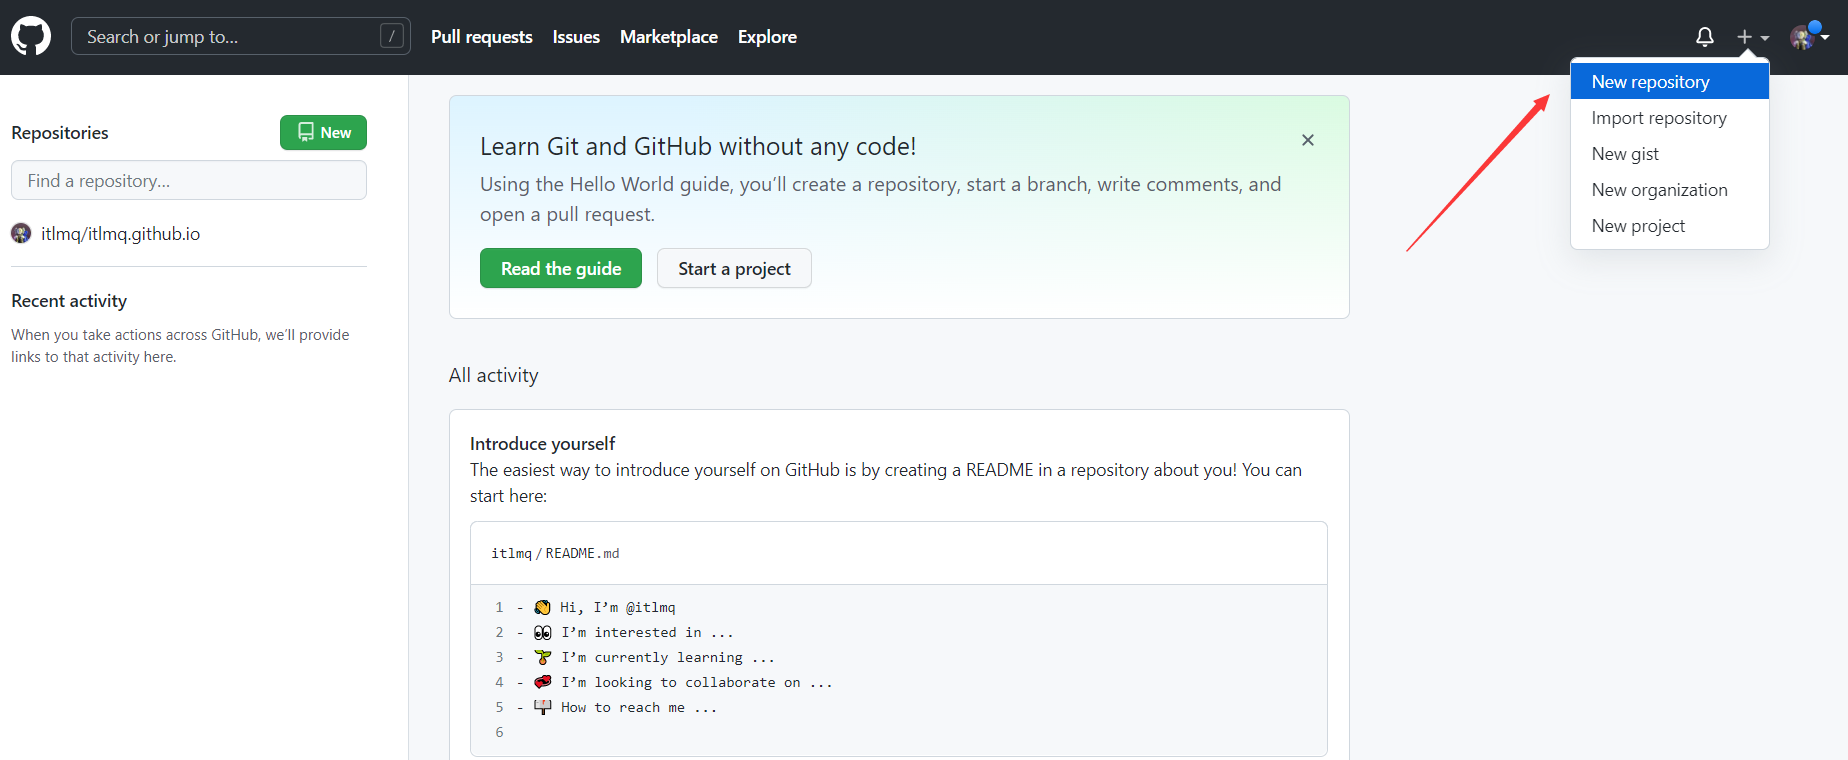 Search or jump to...
/
Pull requests
Issues
Marketplace
Explore
New repository
Import repository
New gist
New organization
New project
Repositories
New
Find a repository...
itlmq/itlmq.github.io
Recent activity
When you take actions across GitHub, we’ll provide
links to that activity here.
Learn Git and GitHub without any code!
Using the Hello World guide, you’ll create a repository, start a branch, write comments, and
open a pull request.
Read the guide
Start a project
All activity
Introduce yourself
The easiest way to introduce yourself on GitHub is by creating a README in a repository about you! You can
start here:
itlmq/README.md
1 - 👋 Hi, I’m @itlmq
2 - 👀 I’m interested in ...
3 - 🌱 I’m currently learning ...
4 - 💞️ I’m looking to collaborate on ...
5 - 📫 How to reach me ...
6